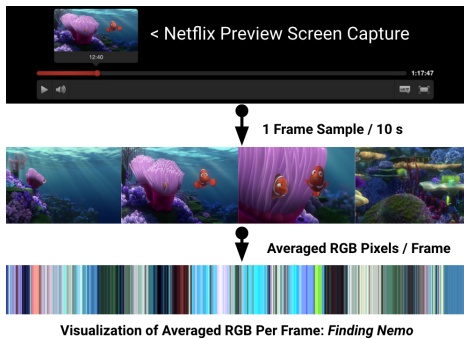 < Netflix Preview Screen Capture
12:40
1:17:47
1 Frame Sample / 10 s
Averaged RGB Pixels / Frame
Visualization of Averaged RGB Per Frame: Finding Nemo